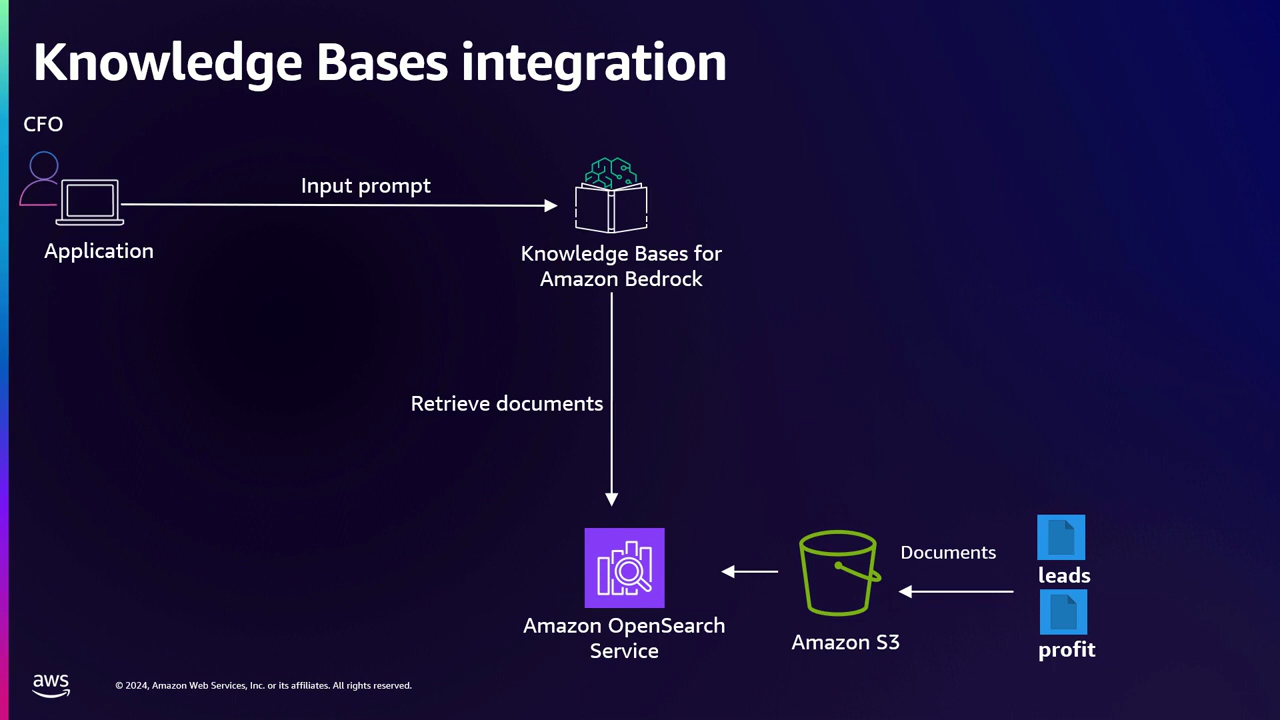 Knowledge Bases integration
CFO
Input prompt
Application
Knowledge Bases for
Amazon Bedrock
Retrieve documents
Documents
leads
Amazon OpenSearch
Service
Amazon S3
profit
aws
© 2024, Amazon Web Services, Inc. or its affiliates. All rights reserved.